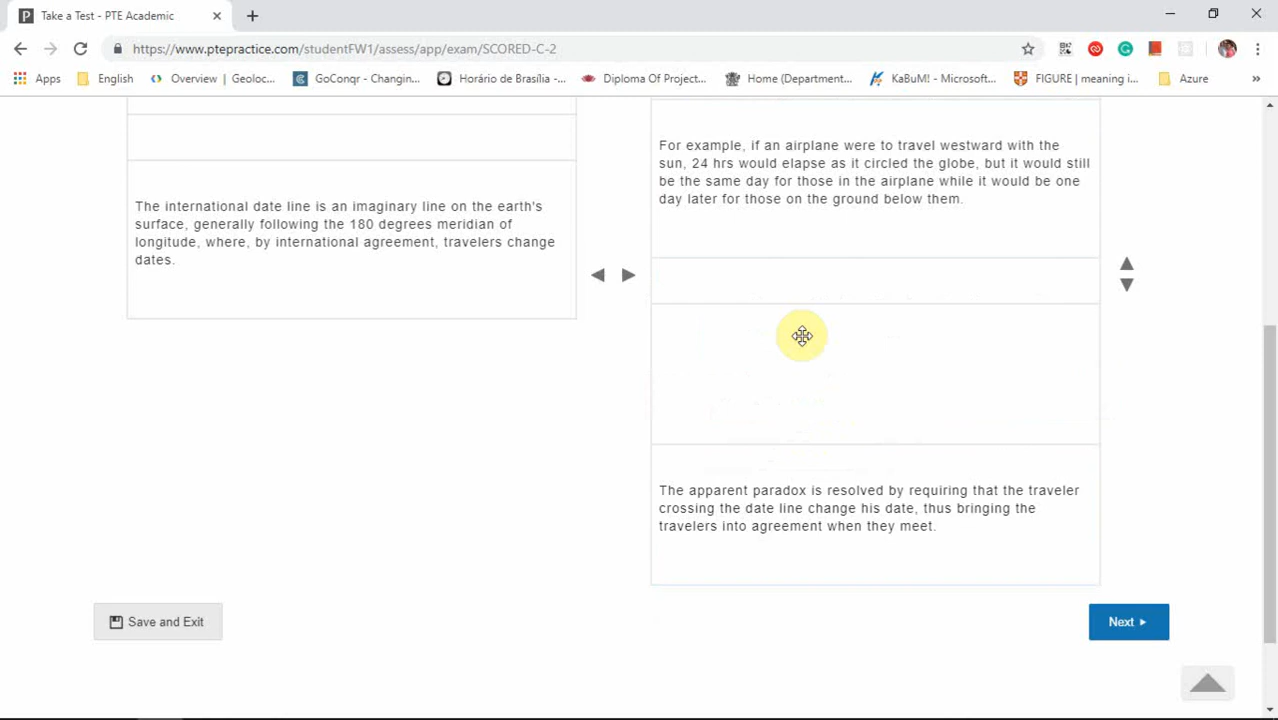 Take a Test - PTE Academic
https://www.ptepractice.com/studentFW1/assess/app/exam/SCORED-C-2
Apps
English
Overview | Geoloc...
GoConqr - Changin...
Horário de Brasília -...
Diploma Of Project...
Home (Department...
KaBuM! - Microsoft...
FIGURE | meaning i...
Azure
The international date line is an imaginary line on the earth's
surface, generally following the 180 degrees meridian of
longitude, where, by international agreement, travelers change
dates.
For example, if an airplane were to travel westward with the
sun, 24 hrs would elapse as it circled the globe, but it would still
be the same day for those in the airplane while it would be one
day later for those on the ground below them.
The apparent paradox is resolved by requiring that the traveler
crossing the date line change his date, thus bringing the
travelers into agreement when they meet.
Save and Exit
Next